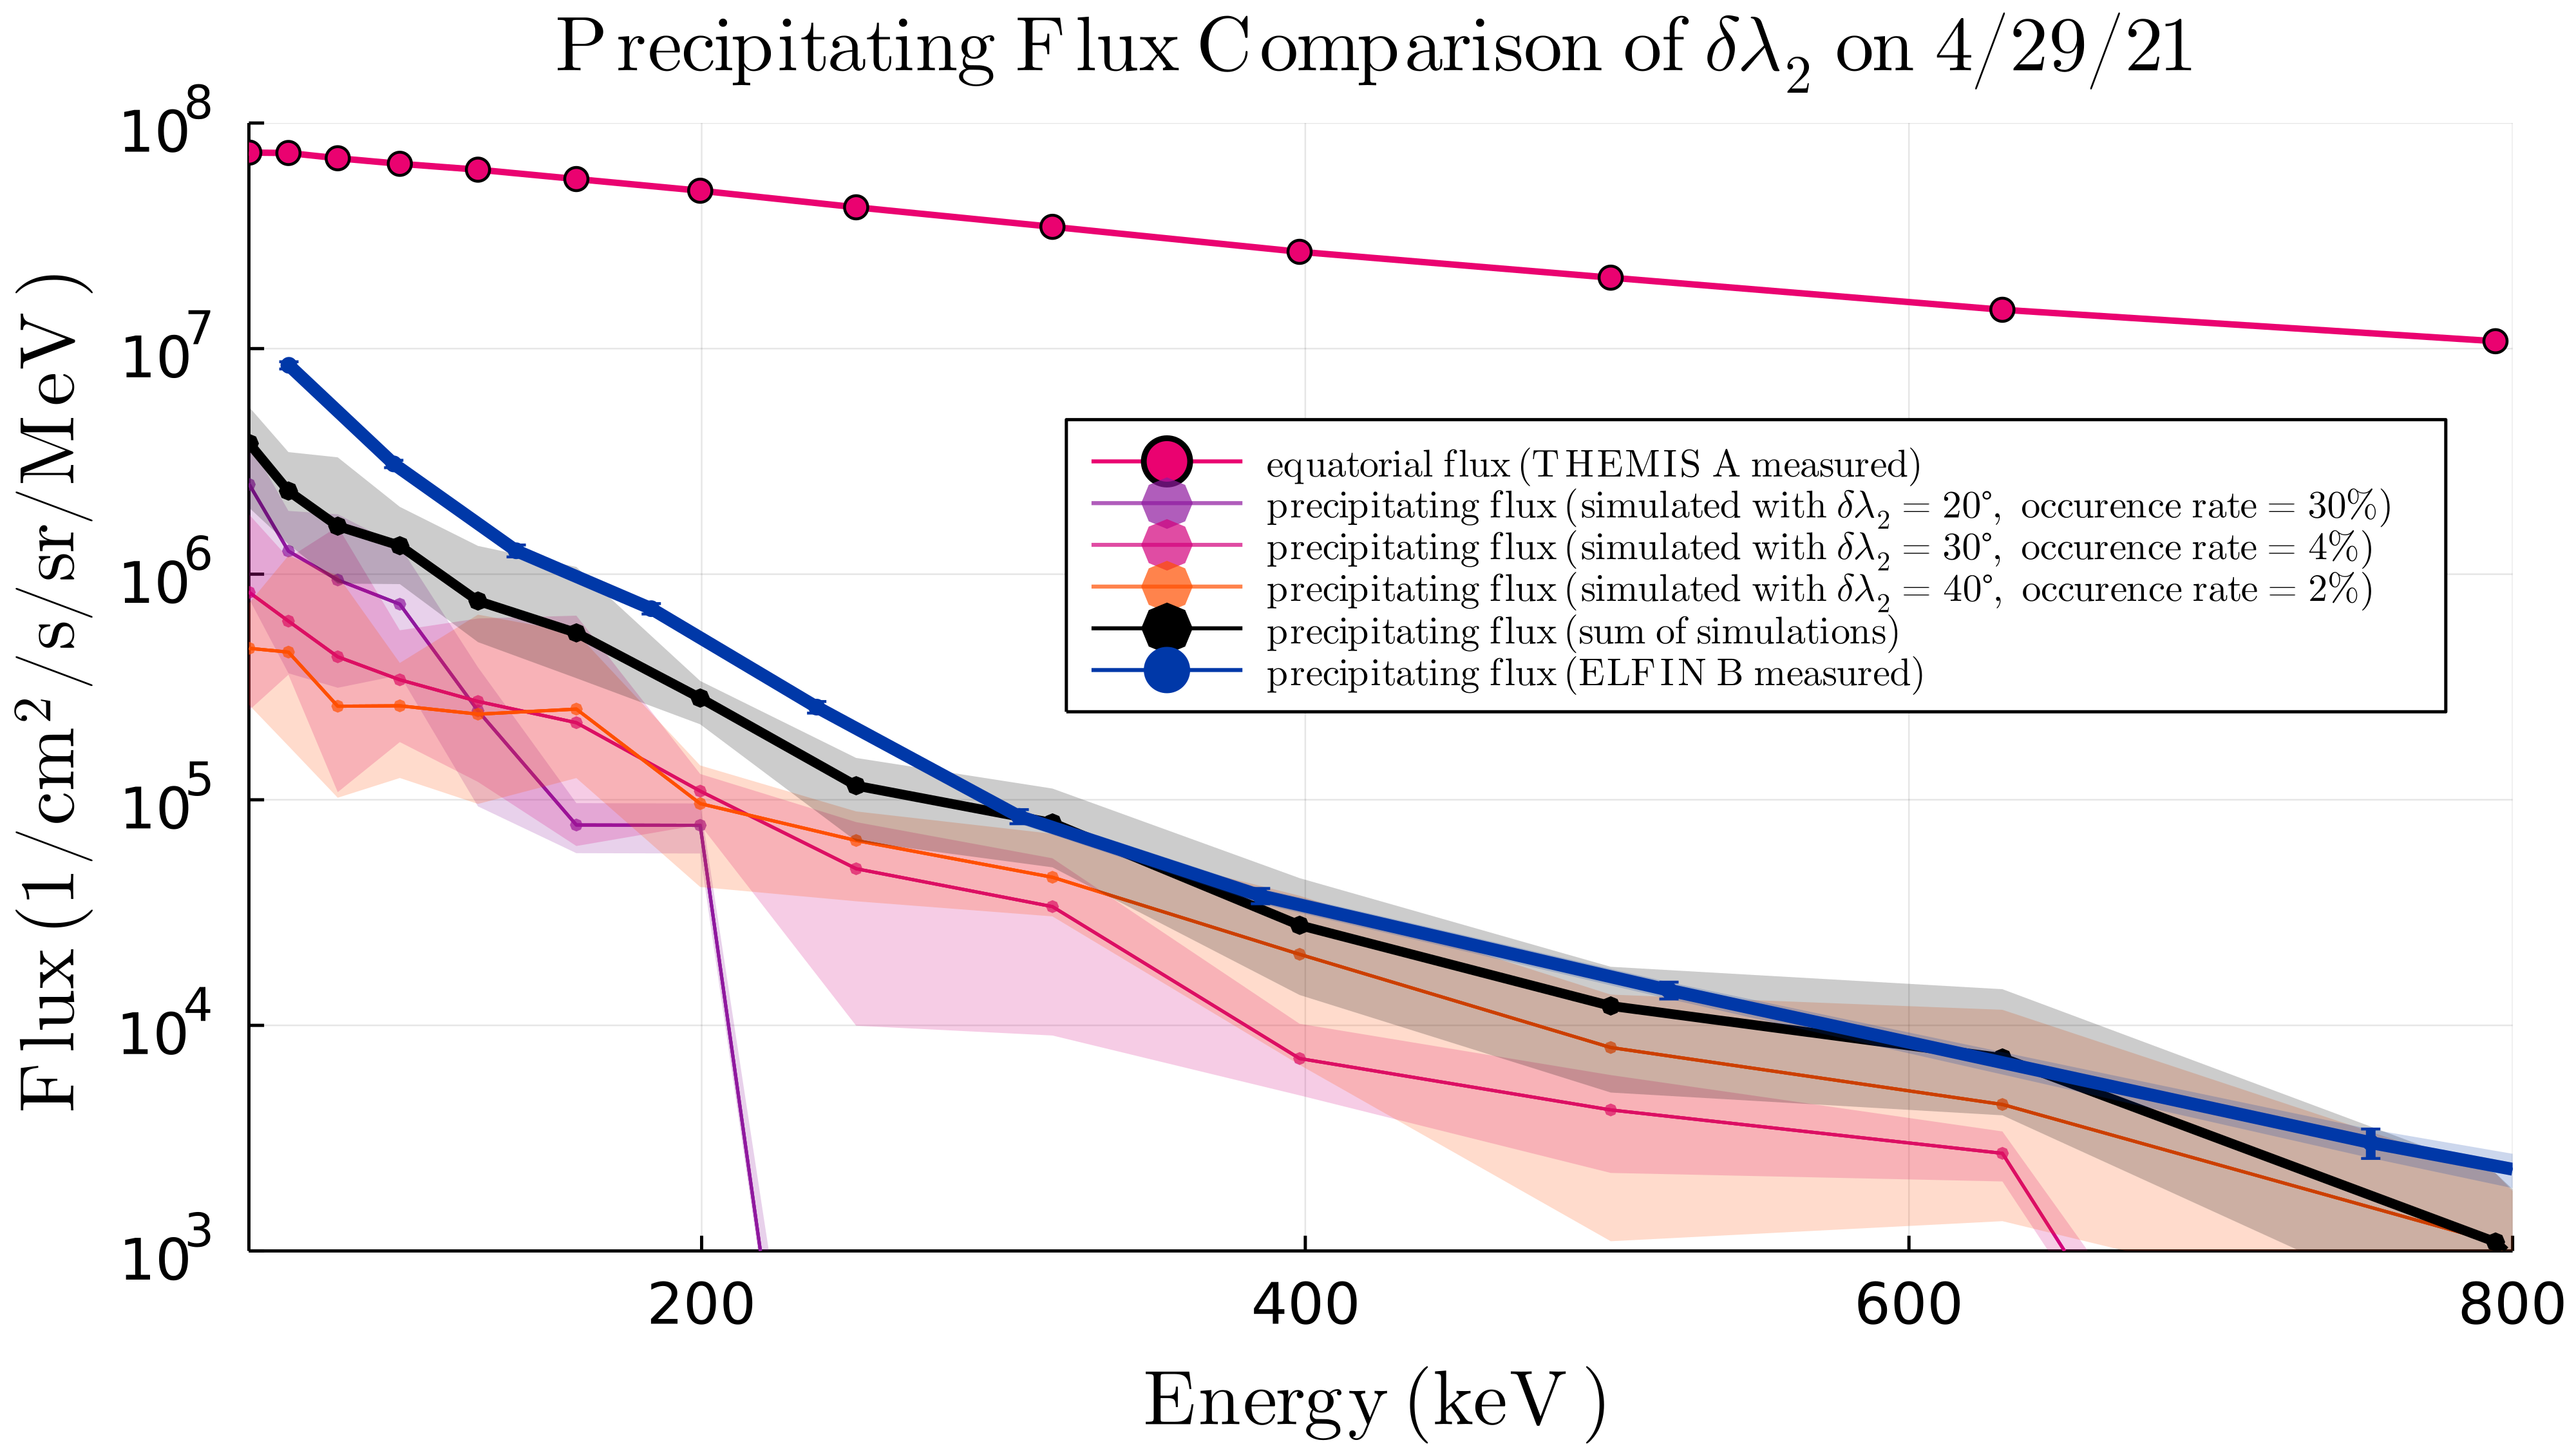 Precipitating Flux Comparison of δλ₂ on 4/29/21
10⁸
10⁷
10⁶
10⁵
10⁴
10³
Flux (1/cm²/s/sr/MeV)
equatorial flux (THEMIS A measured)
precipitating flux (simulated with δλ₂ = 20°, occurence rate = 30%)
precipitating flux (simulated with δλ₂ = 30°, occurence rate = 4%)
precipitating flux (simulated with δλ₂ = 40°, occurence rate = 2%)
precipitating flux (sum of simulations)
precipitating flux (ELFIN B measured)
200 400 600 800
Energy (keV)